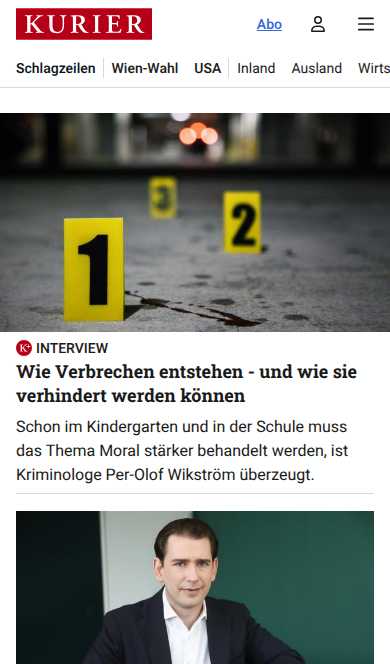 KURIER
Abo
Schlagzeilen Wien-Wahl USA Inland Ausland Wirts
1
2
3
K+ INTERVIEW
Wie Verbrechen entstehen - und wie sie
verhindert werden können
Schon im Kindergarten und in der Schule muss
das Thema Moral stärker behandelt werden, ist
Kriminologe Per-Olof Wikström überzeugt.